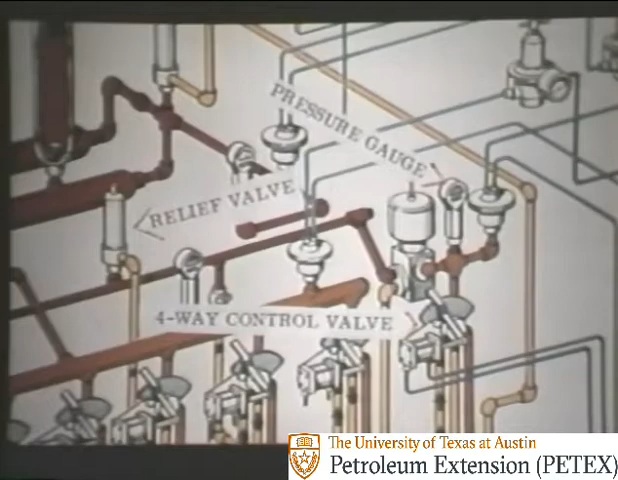 PRESSURE GAUGE
RELIEF VALVE
4-WAY CONTROL VALVE
The University of Texas at Austin
Petroleum Extension (PETEX)